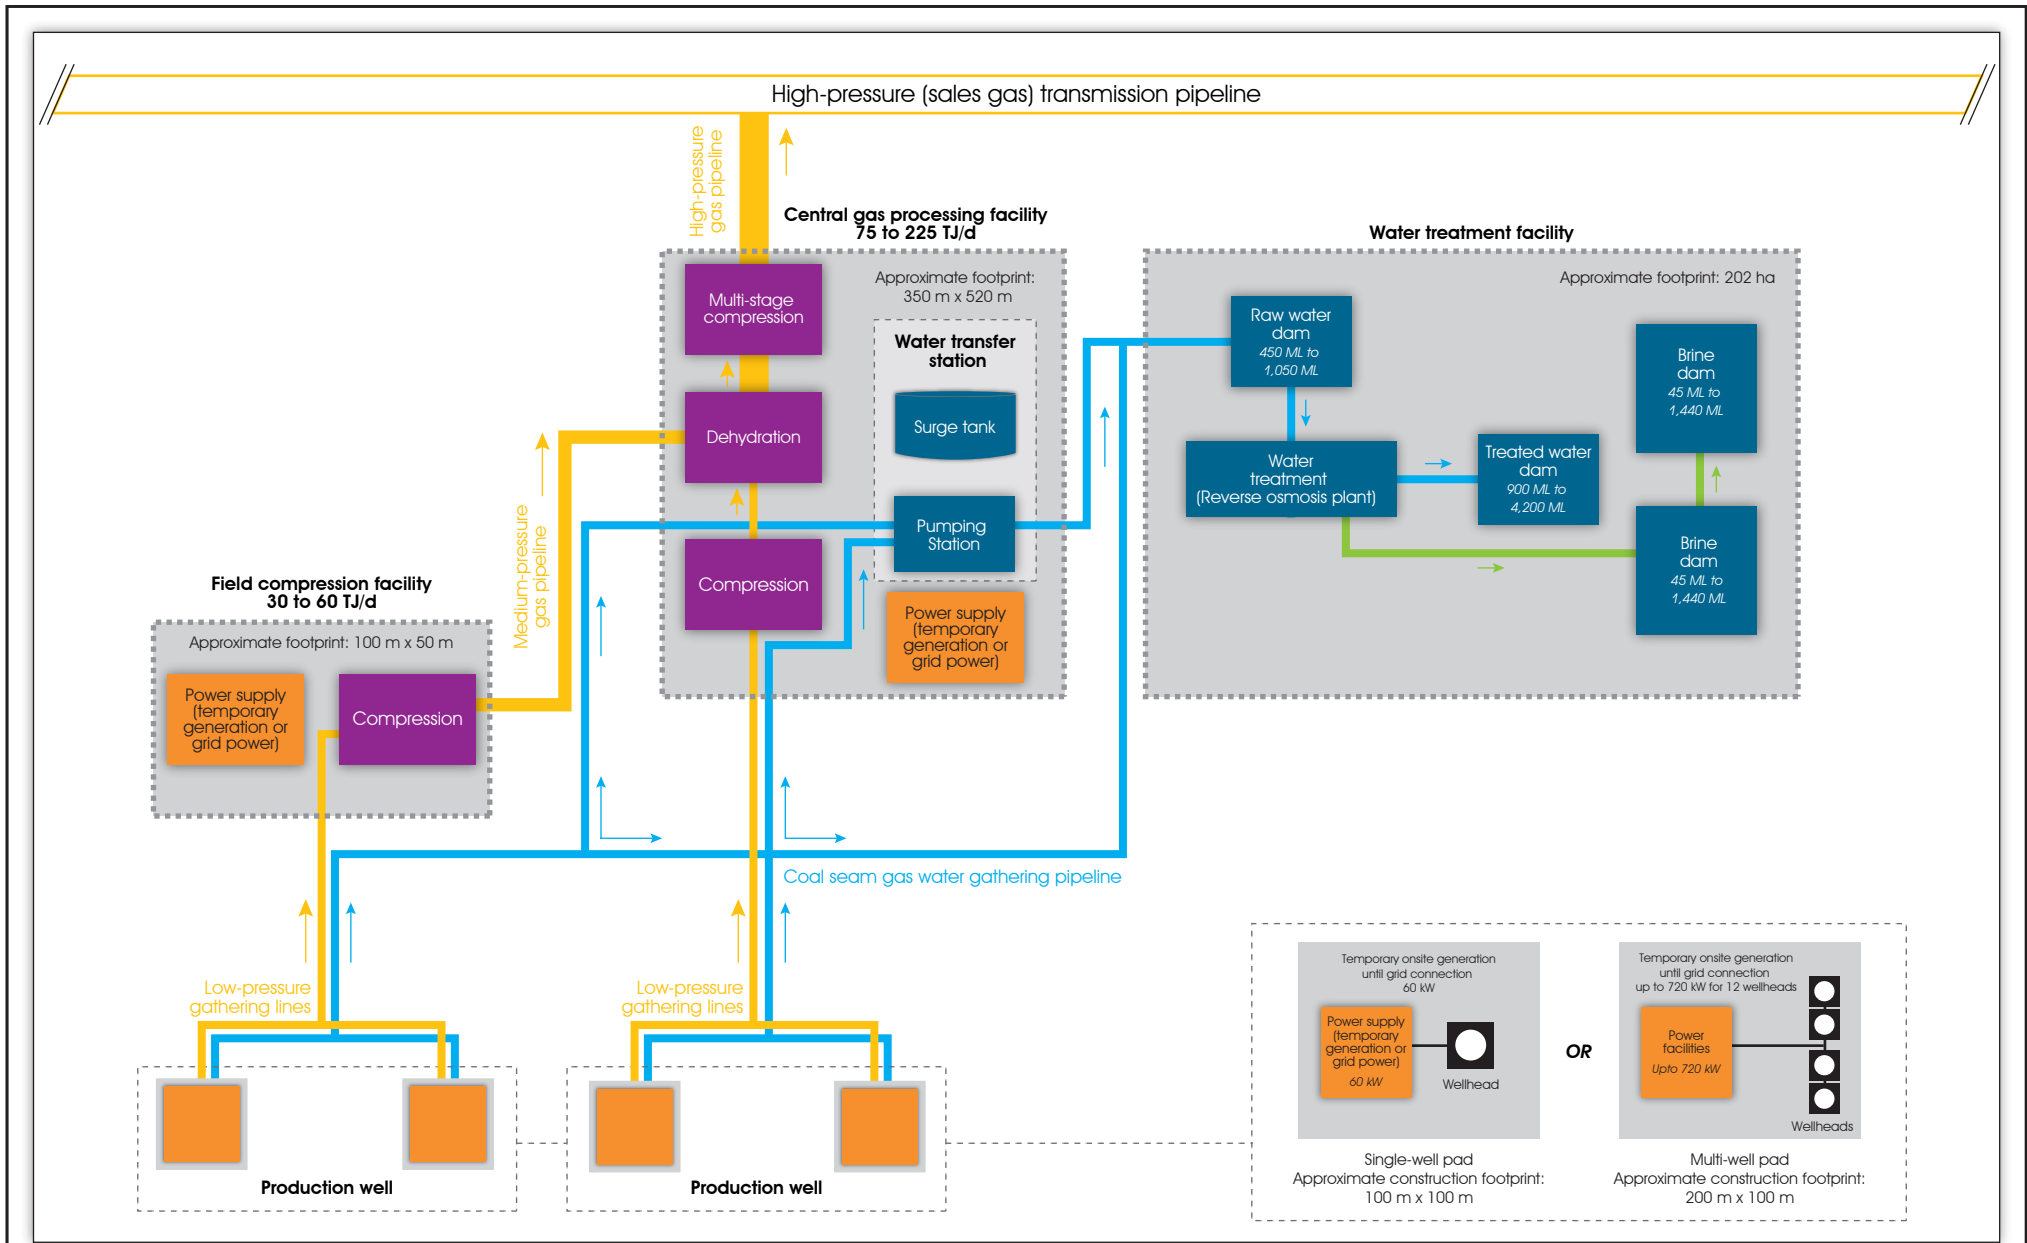 High-pressure (sales gas) transmission pipeline
High-pressure
gas pipeline
Central gas processing facility
75 to 225 TJ/d
Approximate footprint:
350 m x 520 m
Multi-stage
compression
Water transfer
station
Surge tank
Dehydration
Pumping
Station
Compression
Power supply
(temporary
generation or
grid power)
Water treatment facility
Approximate footprint: 202 ha
Raw water
dam
450 ML to
1,050 ML
Brine
dam
45 ML to
1,440 ML
Water
treatment
(Reverse osmosis plant)
Treated water
dam
900 ML to
4,200 ML
Brine
dam
45 ML to
1,440 ML
Medium-pressure
gas pipeline
Field compression facility
30 to 60 TJ/d
Approximate footprint: 100 m x 50 m
Power supply
(temporary
generation or
grid power)
Compression
Coal seam gas water gathering pipeline
Low-pressure
gathering lines
Low-pressure
gathering lines
Production well
Production well
Temporary onsite generation
until grid connection
60 kW
Power supply
(temporary
generation or
grid power)
60 kW
Wellhead
Single-well pad
Approximate construction footprint:
100 m x 100 m
OR
Temporary onsite generation
until grid connection
up to 720 kW for 12 wellheads
Power
facilities
Upto 720 kW
Wellheads
Multi-well pad
Approximate construction footprint:
200 m x 100 m